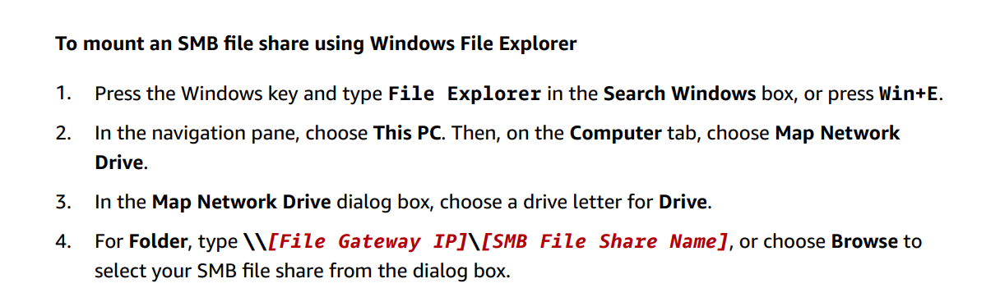 To mount an SMB file share using Windows File Explorer
1. Press the Windows key and type File Explorer in the Search Windows box, or press Win+E.
2. In the navigation pane, choose This PC. Then, on the Computer tab, choose Map Network
Drive.
3. In the Map Network Drive dialog box, choose a drive letter for Drive.
4. For Folder, type \\[File Gateway IP]\[SMB File Share Name], or choose Browse to
select your SMB file share from the dialog box.